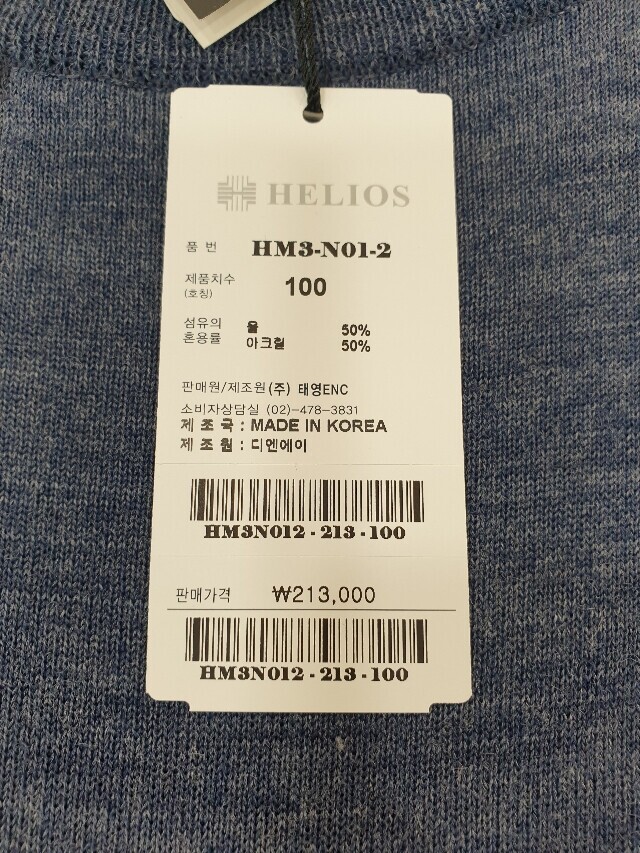 HELIOS
품 번 HM3-N01-2
제품치수 100
(호칭)
섬유의 울 50%
혼용률 아크릴 50%
판매원/제조원(주) 태영ENC
소비자상담실 (02)-478-3831
제 조 국 : MADE IN KOREA
제 조 원 : 디엔에이
HM3N012 - 213 - 100
판매가격 ₩213,000
HM3N012 - 213 - 100